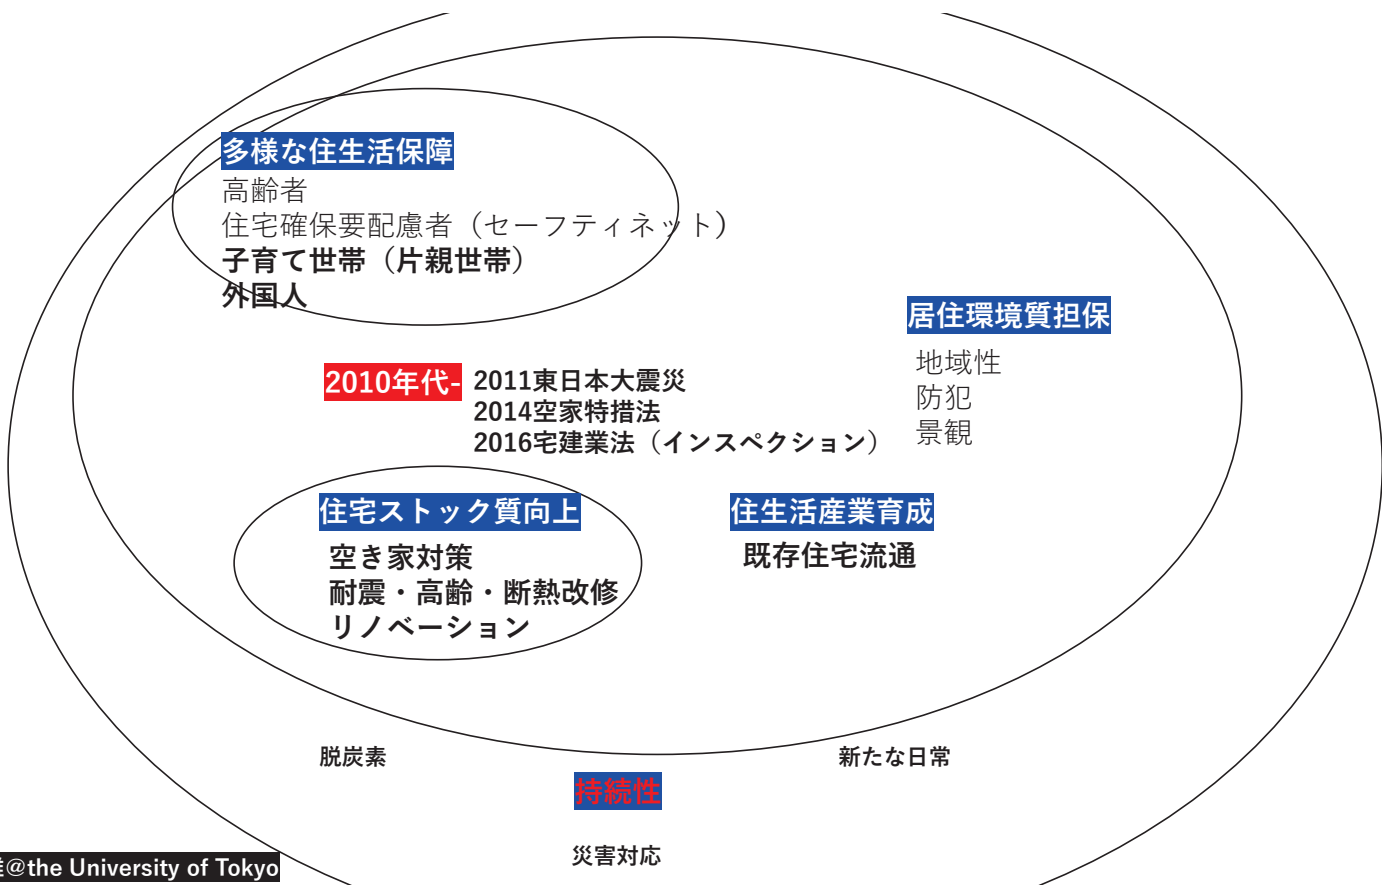 多様な住生活保障
高齢者
住宅確保要配慮者（セーフティネット）
子育て世帯（片親世帯）
外国人
居住環境質担保
地域性
防犯
景観
2010年代-
2011東日本大震災
2014空家特措法
2016宅建業法（インスペクション）
住宅ストック質向上
空き家対策
耐震・高齢・断熱改修
リノベーション
住生活産業育成
既存住宅流通
脱炭素
新たな日常
持続性
災害対応
@the University of Tokyo